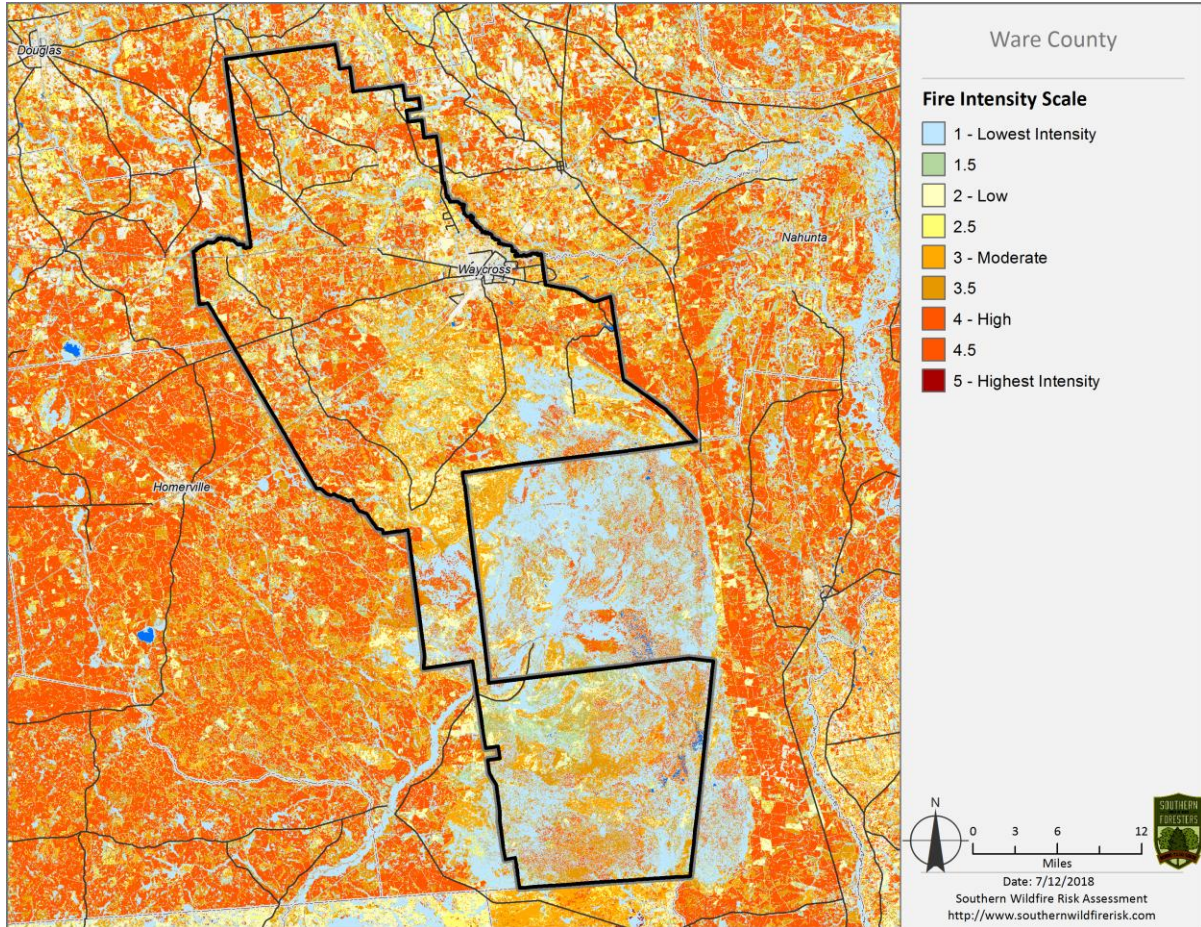 Ware County
Fire Intensity Scale
1 - Lowest Intensity
1.5
2 - Low
2.5
3 - Moderate
3.5
4 - High
4.5
5 - Highest Intensity
Douglas
Nahunta
Waycross
Homerville
N
0 3 6 12
Miles
SOUTHERN
FORESTERS
Date: 7/12/2018
Southern Wildfire Risk Assessment
http://www.southernwildfirerisk.com